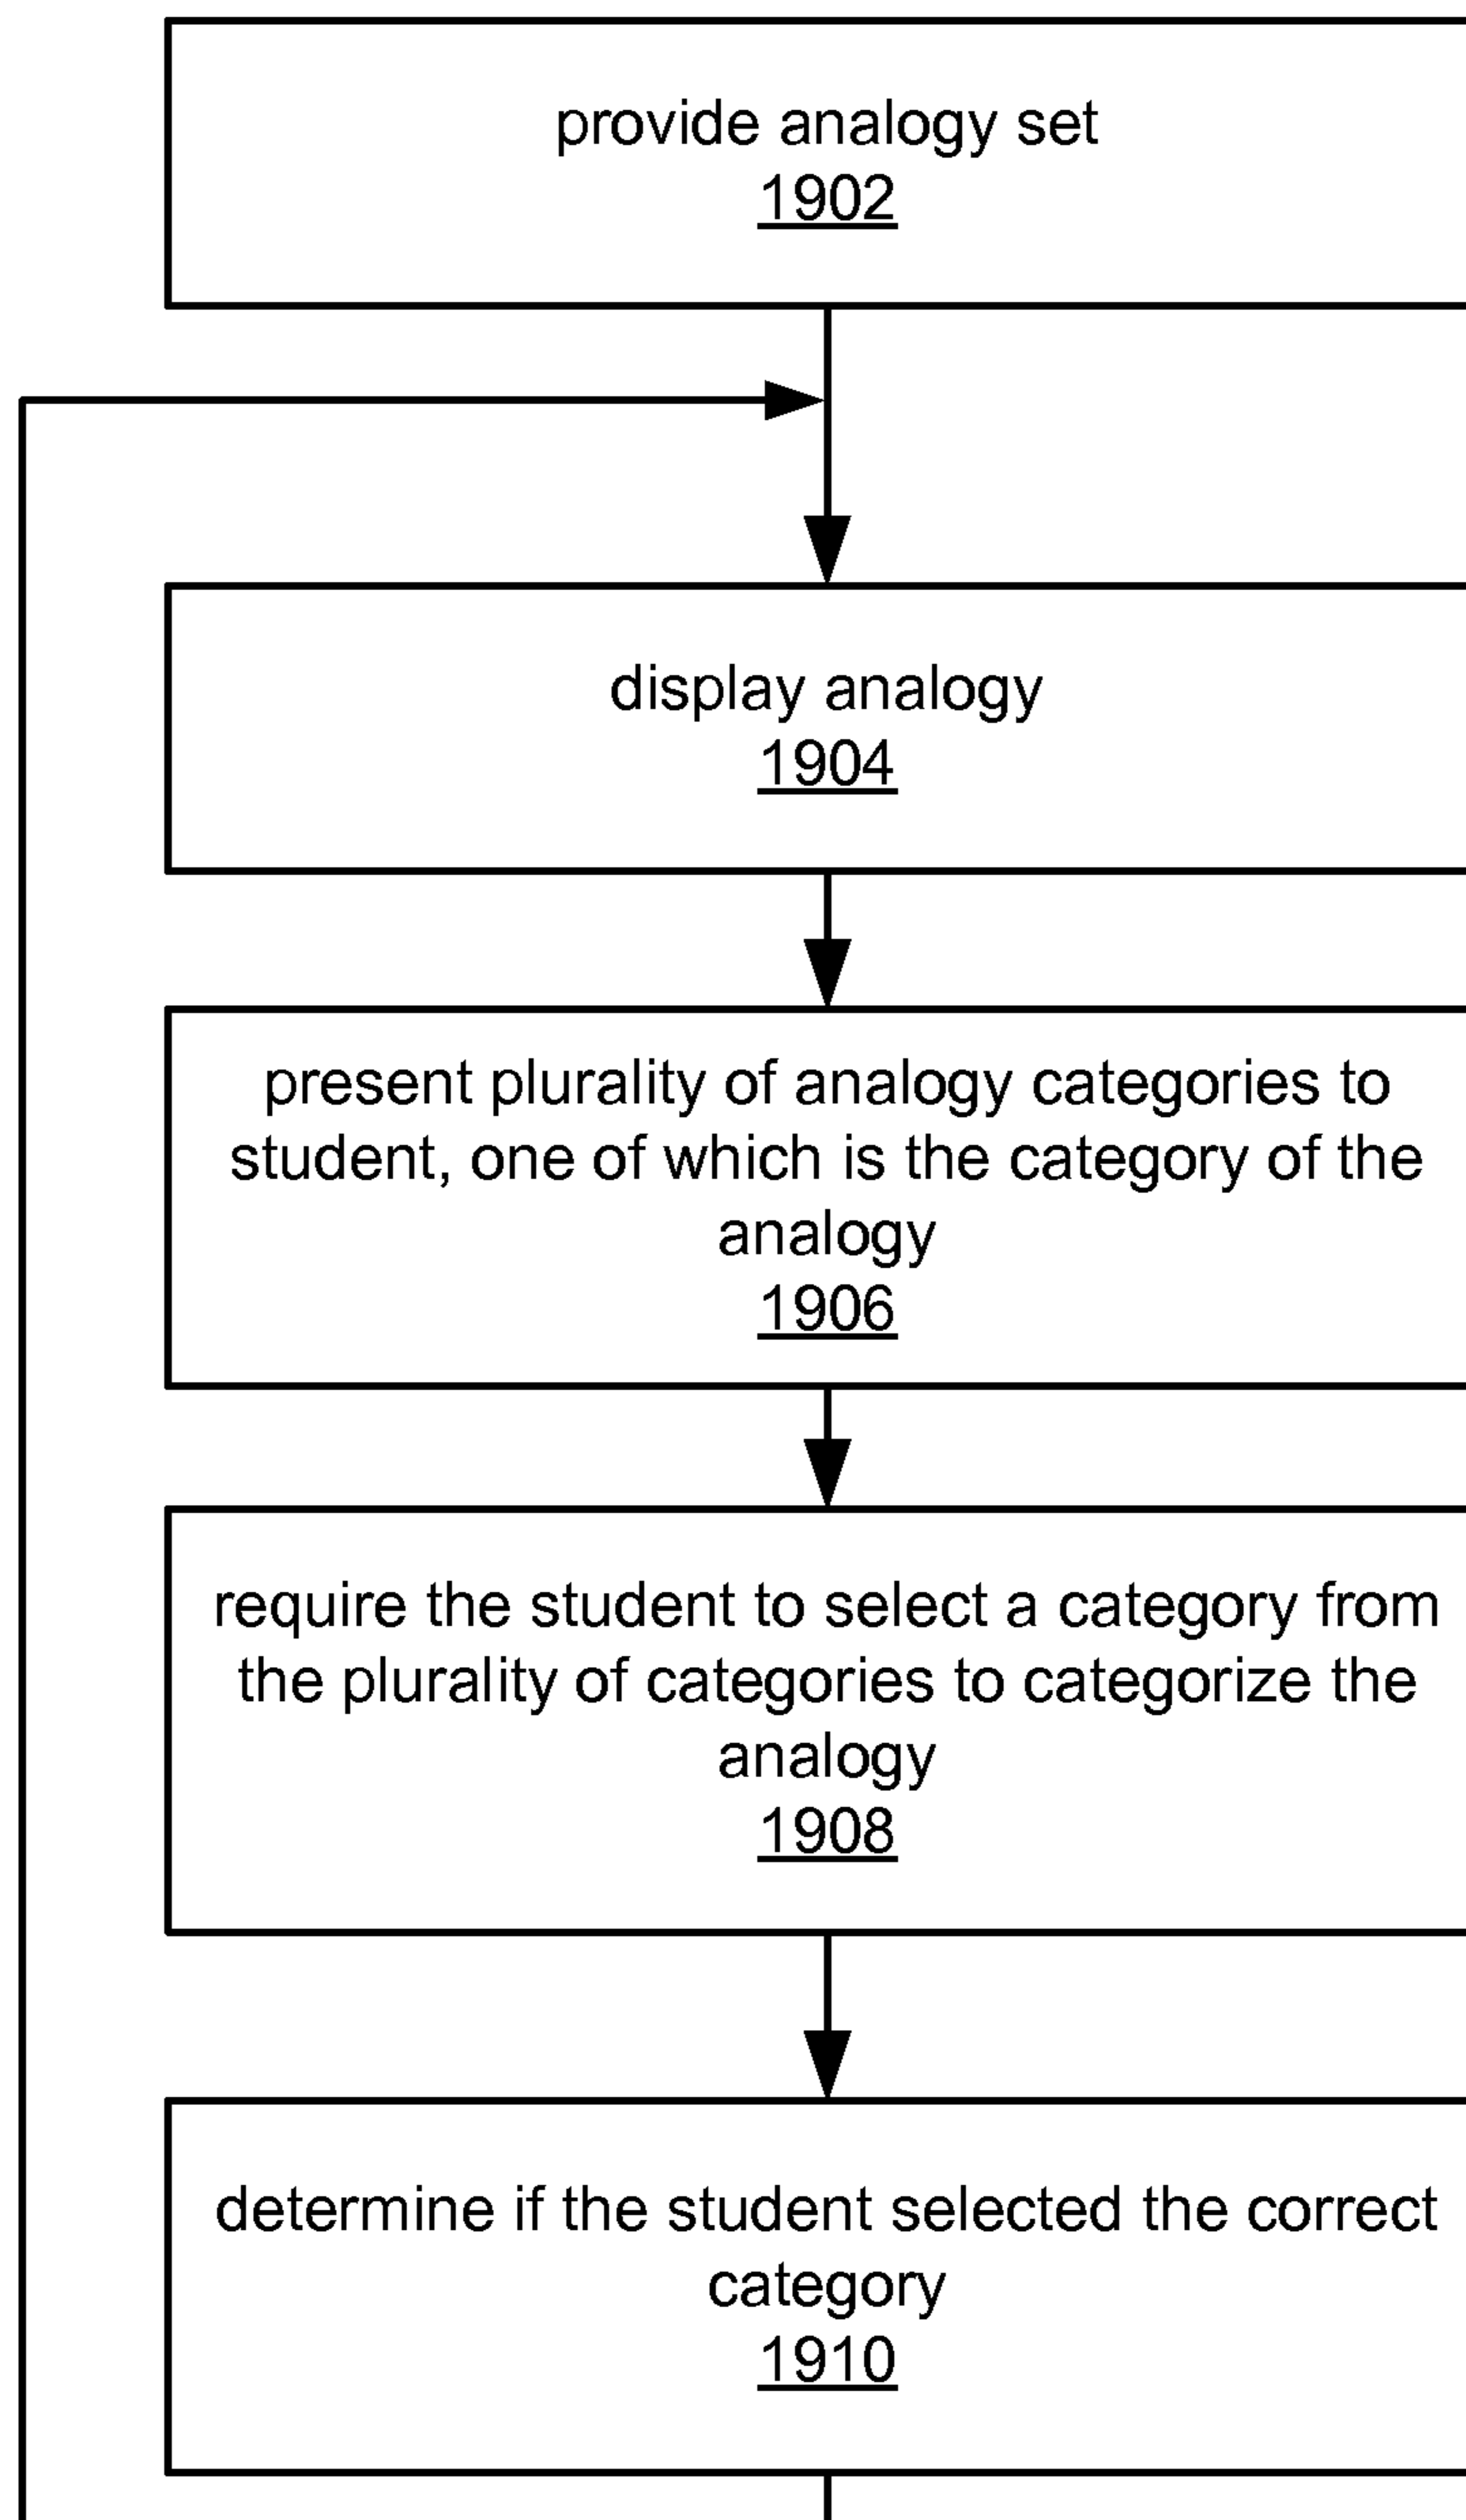 provide analogy set
1902
display analogy
1904
present plurality of analogy categories to
student, one of which is the category of the
analogy
1906
require the student to select a category from
the plurality of categories to categorize the
analogy
1908
determine if the student selected the correct
category
1910